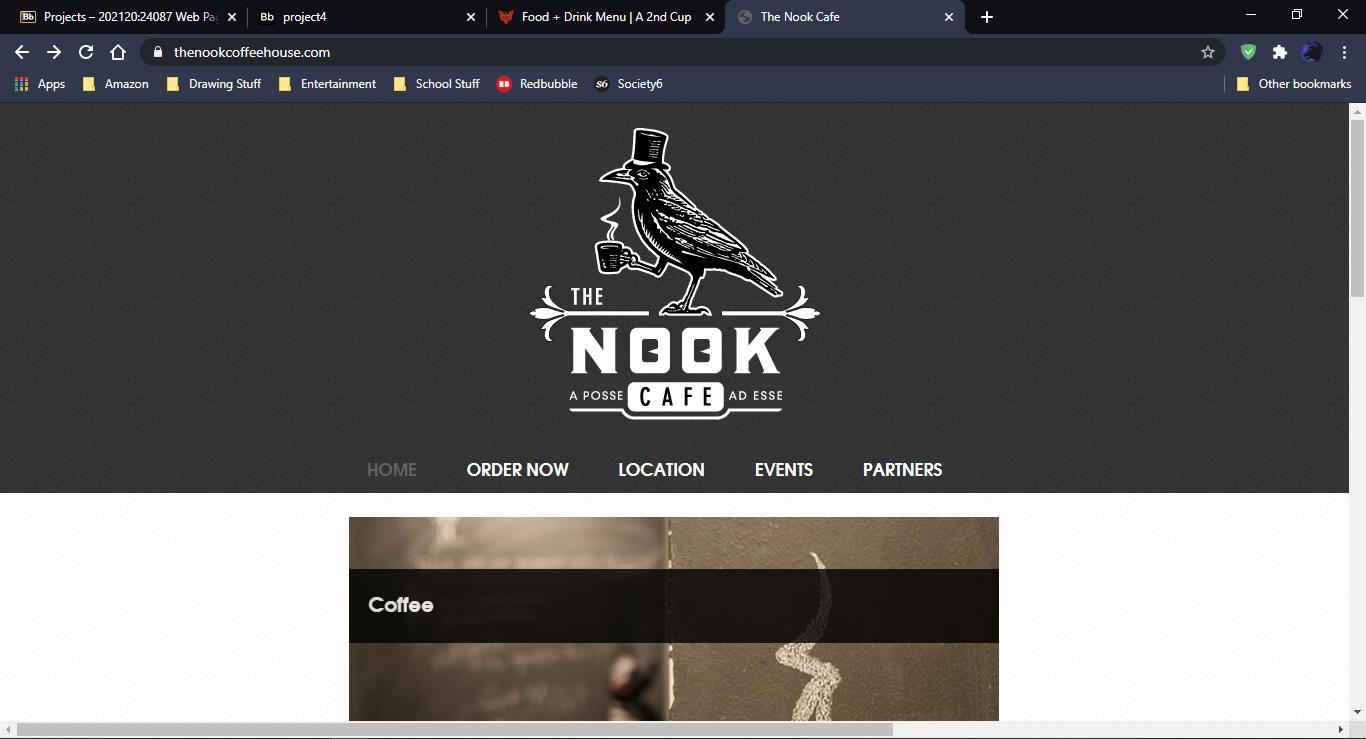 Bb Projects – 202120:24087 Web Pag
Bb project4
Food + Drink Menu | A 2nd Cup
The Nook Cafe
thenookcoffeehouse.com
Apps
Amazon
Drawing Stuff
Entertainment
School Stuff
Redbubble
S6 Society6
Other bookmarks
THE
NOOK
A POSSE CAFE AD ESSE
HOME ORDER NOW LOCATION EVENTS PARTNERS
Coffee